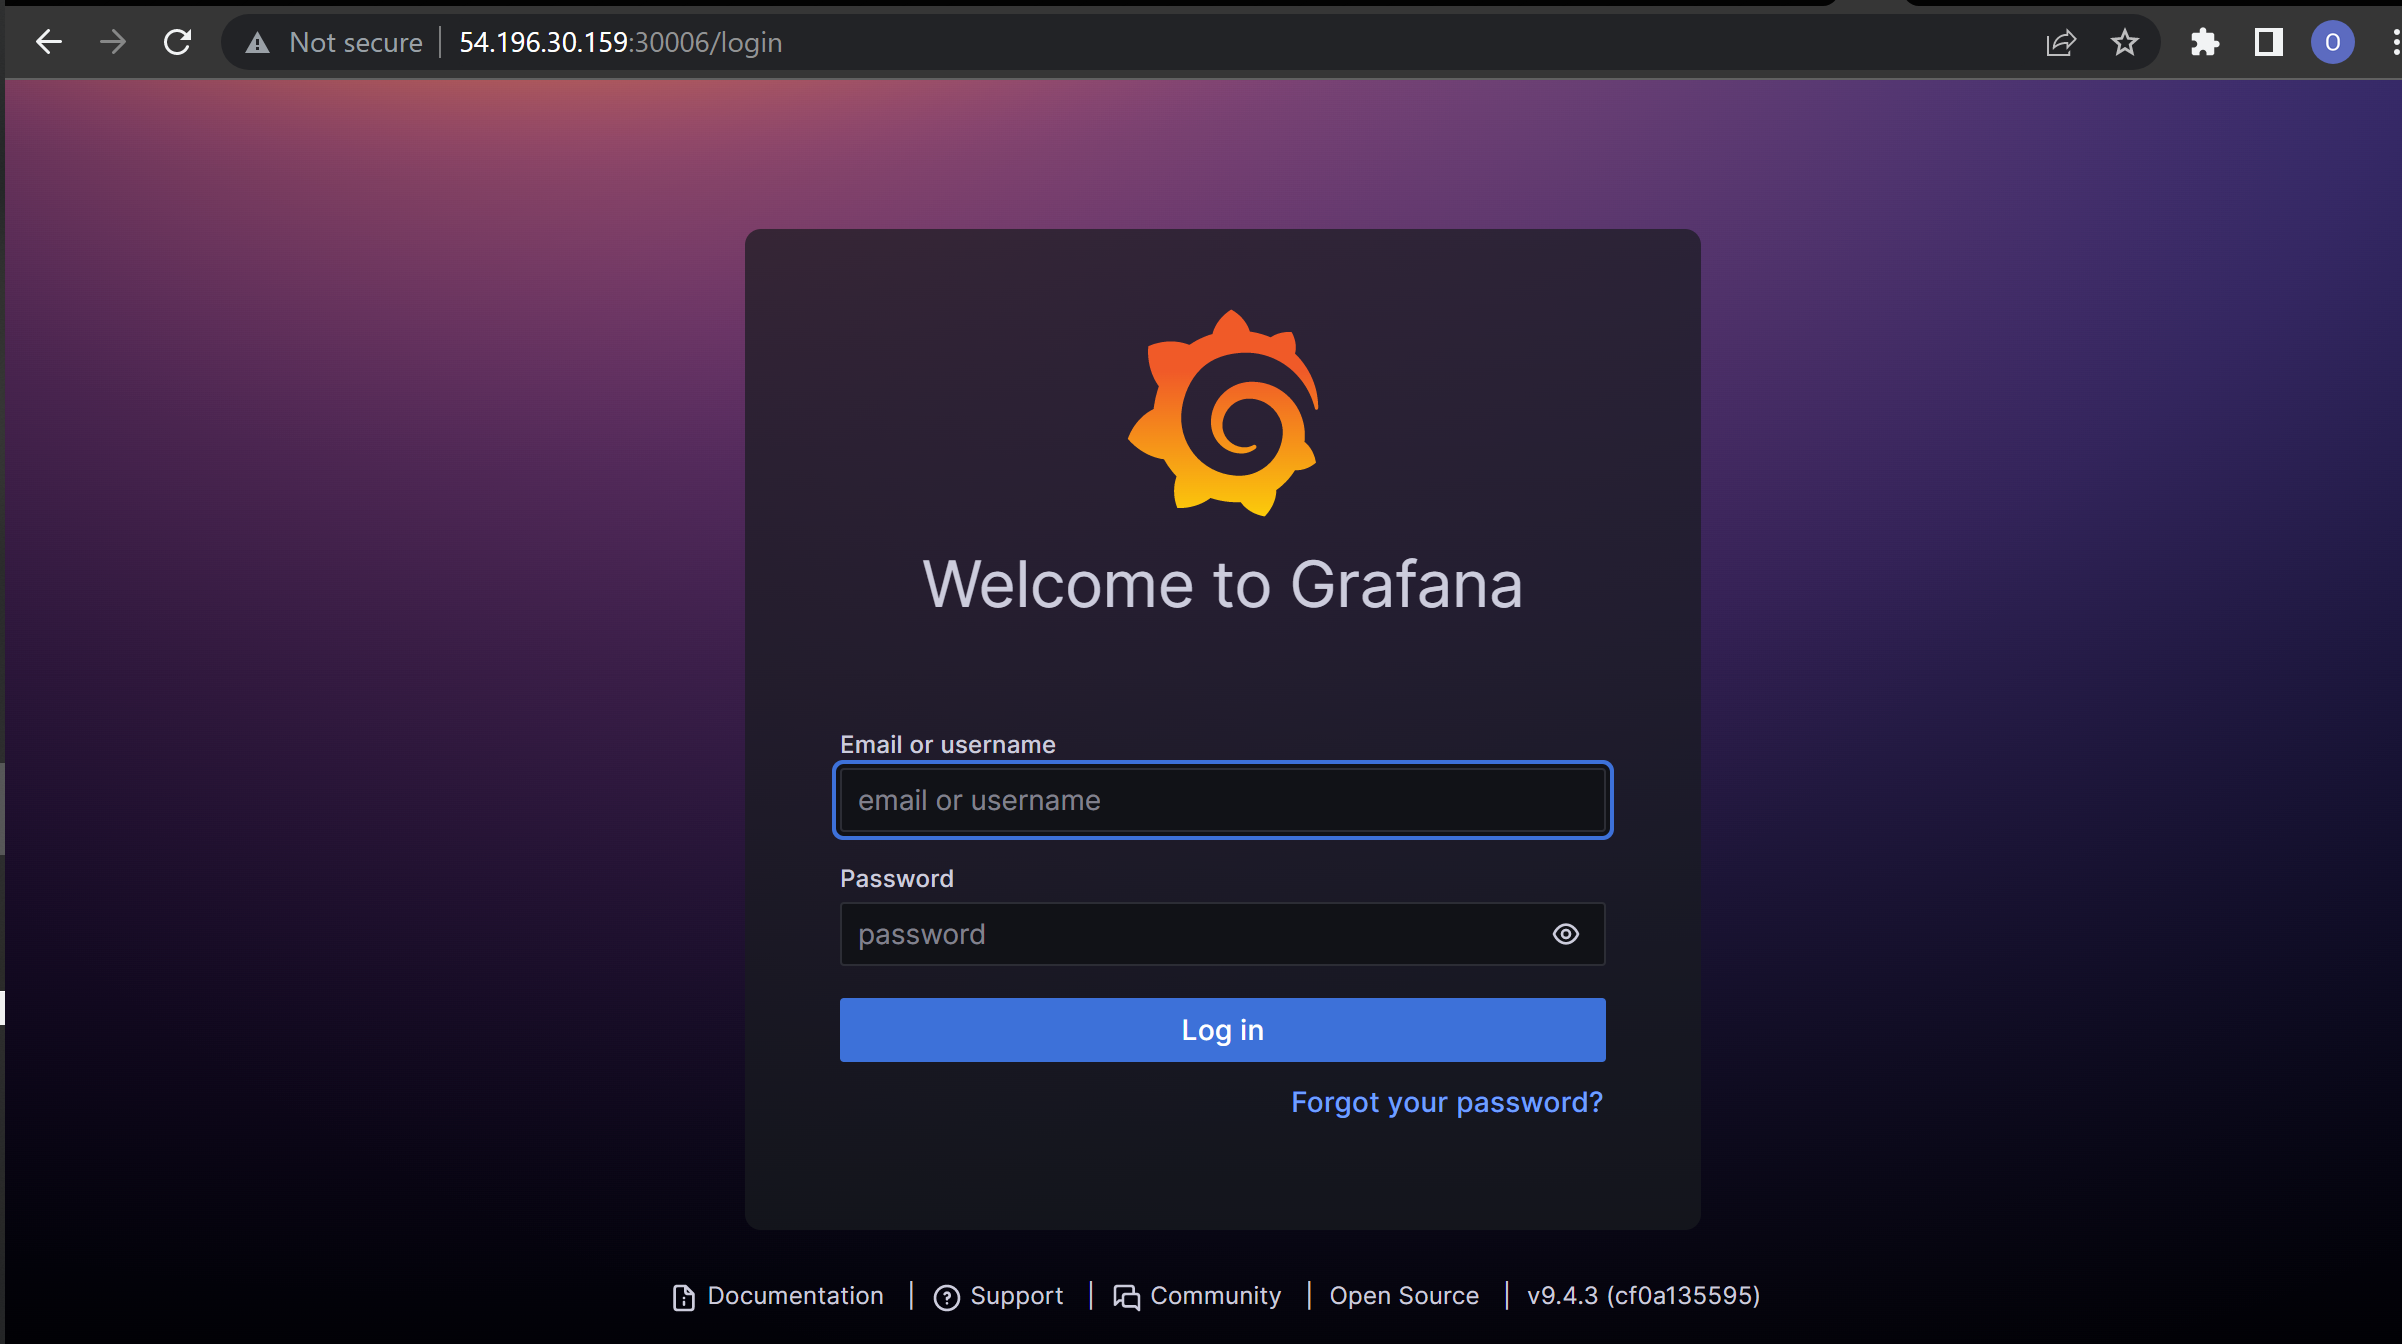 Not secure 54.196.30.159:30006/login O
Welcome to Grafana
Email or username
email or username
Password
password
Log in
Forgot your password?
Documentation | Support | Community | Open Source | v9.4.3 (cf0a135595)